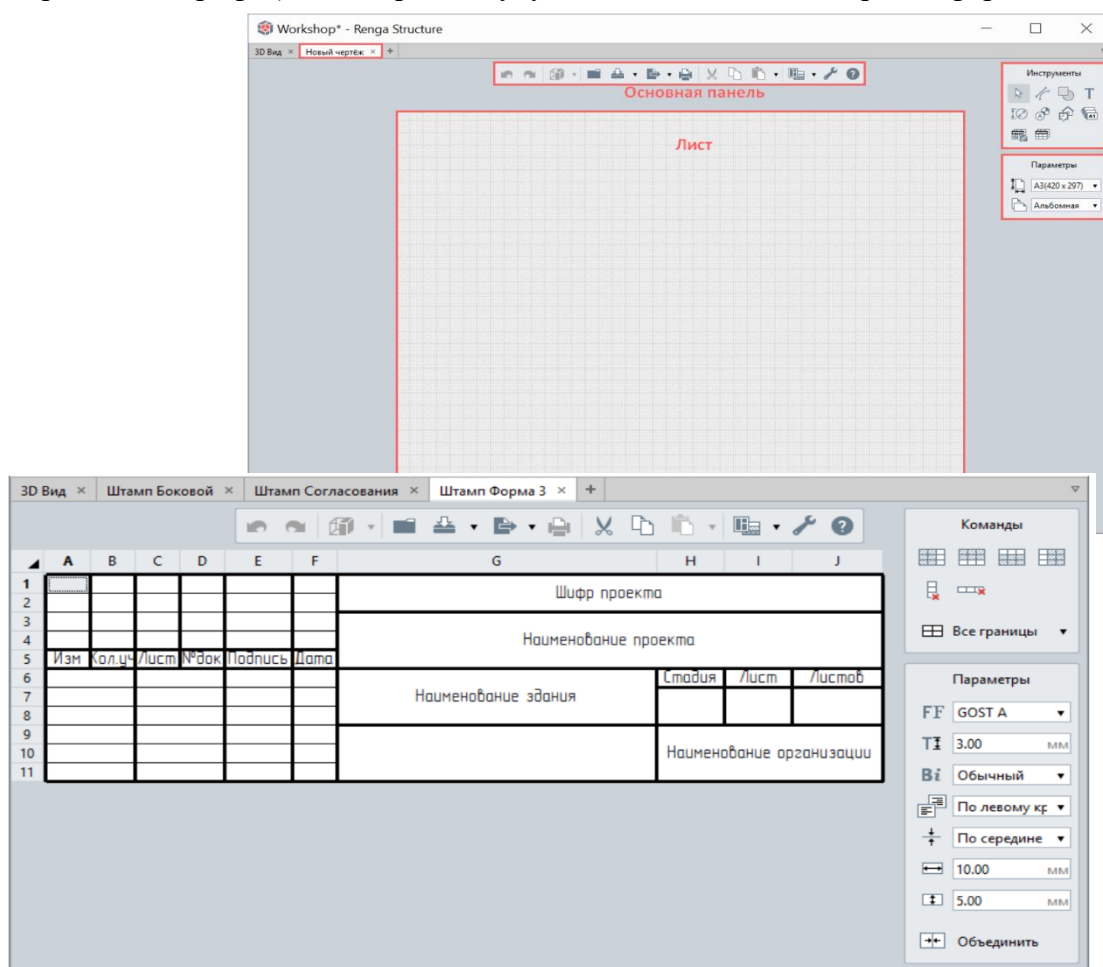 Workshop* - Renga Structure
3D Вид × Новый чертёж × +
Основная панель
Лист
Инструменты
T
A1
Параметры
A3(420 x 297)
Альбомная
3D Вид × Штамп Боковой × Штамп Согласования × Штамп Форма 3 × +
Команды
A B C D E F G H I J
1
Шифр проекта
2
3
Наименование проекта
4
5 Изм Кол.уч Лист №док Подпись Дата
6 Стадия Лист Листов
7 Наименование здания
8
9
10 Наименование организации
11
Все границы
Параметры
FF GOST A
T 3.00 мм
Bi Обычный
По левому кр
По середине
10.00 мм
5.00 мм
Объединить